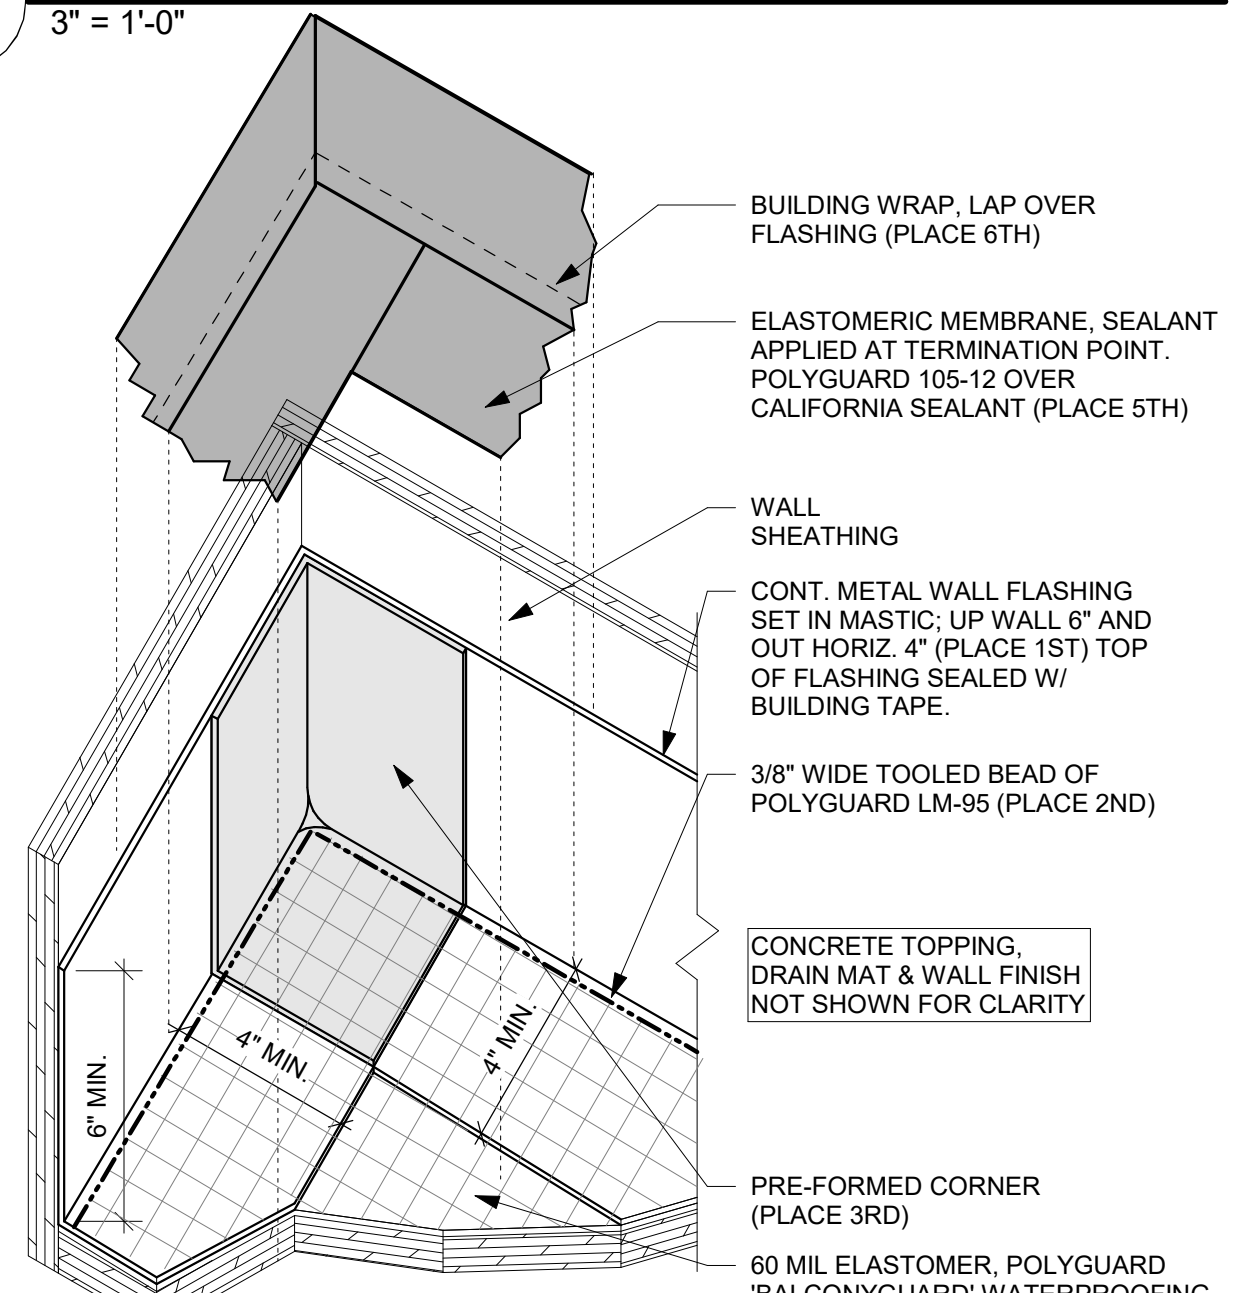 3" = 1'-0"
BUILDING WRAP, LAP OVER
FLASHING (PLACE 6TH)
ELASTOMERIC MEMBRANE, SEALANT
APPLIED AT TERMINATION POINT.
POLYGUARD 105-12 OVER
CALIFORNIA SEALANT (PLACE 5TH)
WALL
SHEATHING
CONT. METAL WALL FLASHING
SET IN MASTIC; UP WALL 6" AND
OUT HORIZ. 4" (PLACE 1ST) TOP
OF FLASHING SEALED W/
BUILDING TAPE.
3/8" WIDE TOOLED BEAD OF
POLYGUARD LM-95 (PLACE 2ND)
CONCRETE TOPPING,
DRAIN MAT & WALL FINISH
NOT SHOWN FOR CLARITY
4" MIN.
4" MIN.
6" MIN.
PRE-FORMED CORNER
(PLACE 3RD)
60 MIL ELASTOMER, POLYGUARD
'BALCONYGUARD' WATERPROOFING